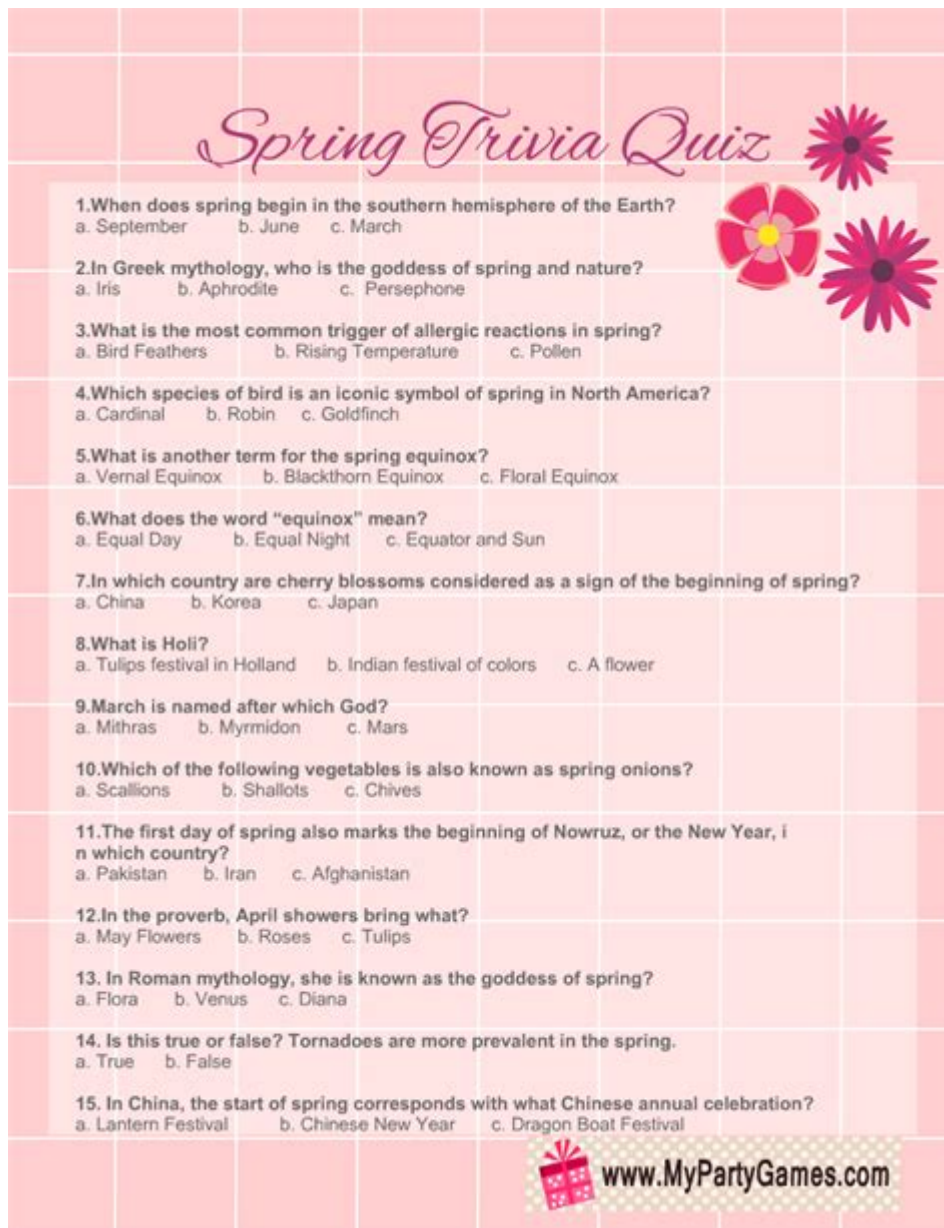 Spring Trivia Quiz
1.When does spring begin in the southern hemisphere of the Earth?
a. September b. June c. March
2.In Greek mythology, who is the goddess of spring and nature?
a. Iris b. Aphrodite c. Persephone
3.What is the most common trigger of allergic reactions in spring?
a. Bird Feathers b. Rising Temperature c. Pollen
4.Which species of bird is an iconic symbol of spring in North America?
a. Cardinal b. Robin c. Goldfinch
5.What is another term for the spring equinox?
a. Vernal Equinox b. Blackthorn Equinox c. Floral Equinox
6.What does the word “equinox” mean?
a. Equal Day b. Equal Night c. Equator and Sun
7.In which country are cherry blossoms considered as a sign of the beginning of spring?
a. China b. Korea c. Japan
8.What is Holi?
a. Tulips festival in Holland b. Indian festival of colors c. A flower
9.March is named after which God?
a. Mithras b. Myrmidon c. Mars
10.Which of the following vegetables is also known as spring onions?
a. Scallions b. Shallots c. Chives
11.The first day of spring also marks the beginning of Nowruz, or the New Year, i
n which country?
a. Pakistan b. Iran c. Afghanistan
12.In the proverb, April showers bring what?
a. May Flowers b. Roses c. Tulips
13. In Roman mythology, she is known as the goddess of spring?
a. Flora b. Venus c. Diana
14. Is this true or false? Tornadoes are more prevalent in the spring.
a. True b. False
15. In China, the start of spring corresponds with what Chinese annual celebration?
a. Lantern Festival b. Chinese New Year c. Dragon Boat Festival
www.MyPartyGames.com